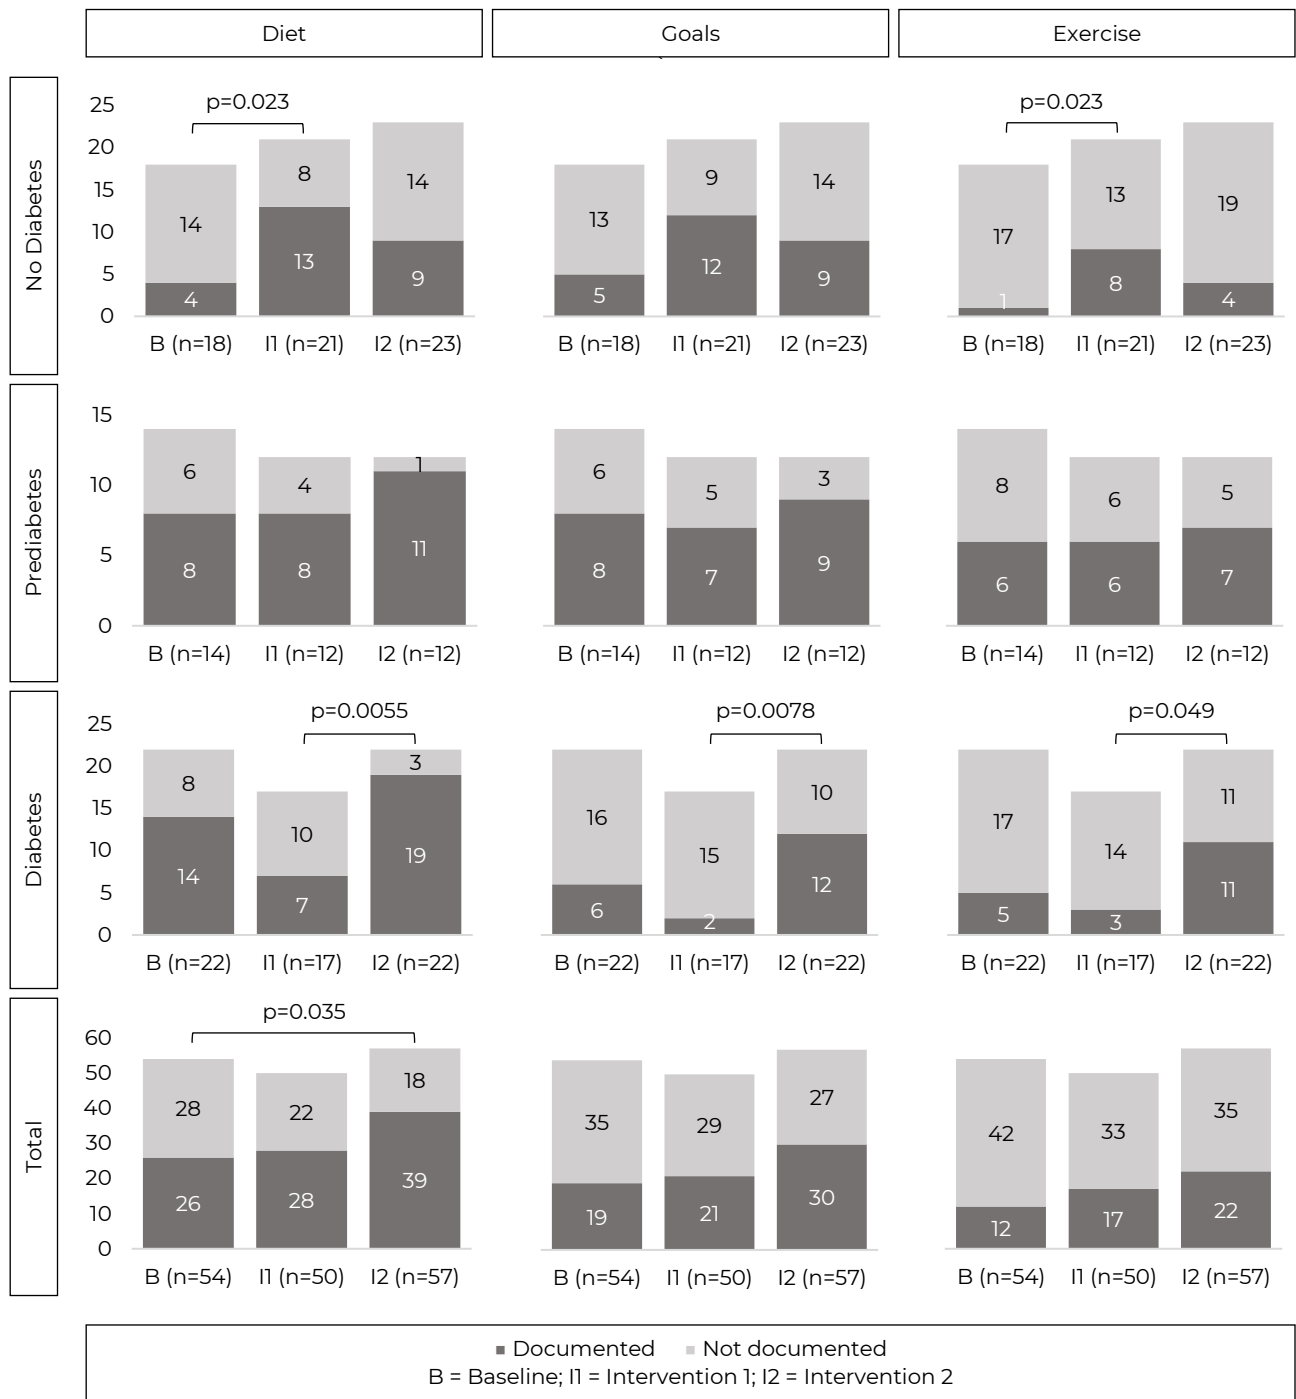 Diet Goals Exercise
No Diabetes
p=0.023 p=0.023
25
20
15
10
5
0
14 8 14 13 9 14 17 13 19
4 13 9 5 12 9 1 8 4
B (n=18) I1 (n=21) I2 (n=23) B (n=18) I1 (n=21) I2 (n=23) B (n=18) I1 (n=21) I2 (n=23)
Prediabetes
15
10
5
0
6 4 1 6 5 3 8 6 5
8 8 11 8 7 9 6 6 7
B (n=14) I1 (n=12) I2 (n=12) B (n=14) I1 (n=12) I2 (n=12) B (n=14) I1 (n=12) I2 (n=12)
Diabetes
p=0.0055 p=0.0078 p=0.049
25
20
15
10
5
0
8 10 3 16 15 10 17 14 11
14 7 19 6 2 12 5 3 11
B (n=22) I1 (n=17) I2 (n=22) B (n=22) I1 (n=17) I2 (n=22) B (n=22) I1 (n=17) I2 (n=22)
Total
p=0.035
60
50
40
30
20
10
0
28 22 18 35 29 27 42 33 35
26 28 39 19 21 30 12 17 22
B (n=54) I1 (n=50) I2 (n=57) B (n=54) I1 (n=50) I2 (n=57) B (n=54) I1 (n=50) I2 (n=57)
Documented Not documented
B = Baseline; I1 = Intervention 1; I2 = Intervention 2